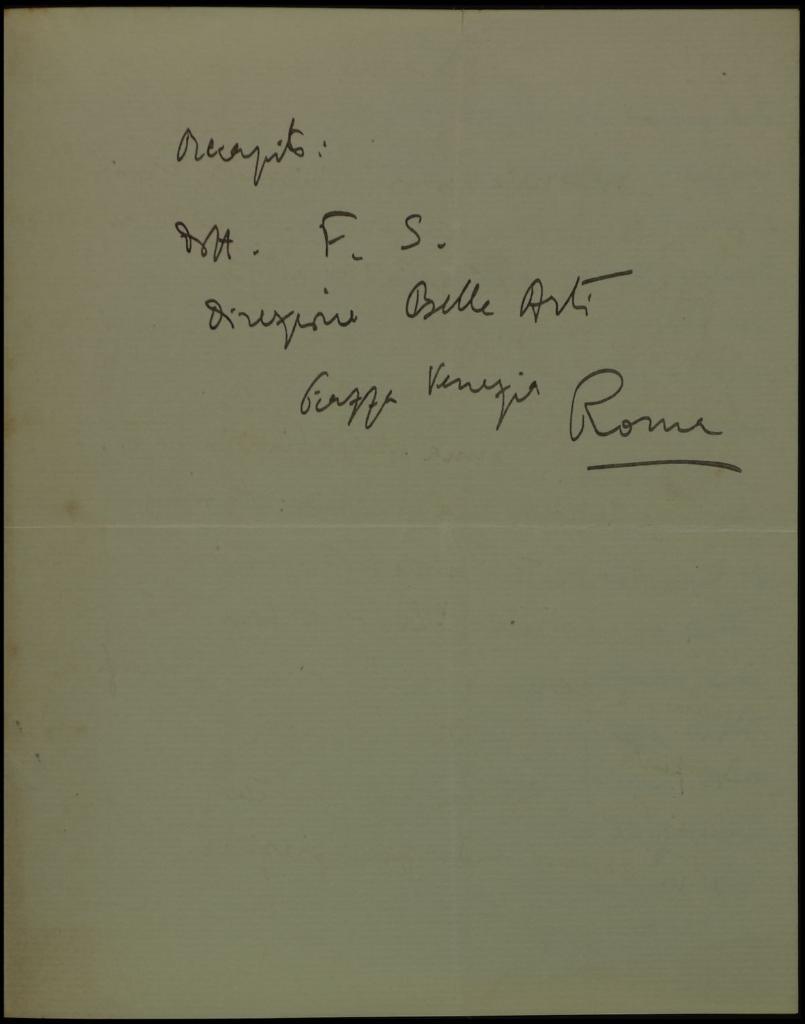 Recapito:
Dott. F. S.
Direzione Belle Arti
Piazza Venezia Roma